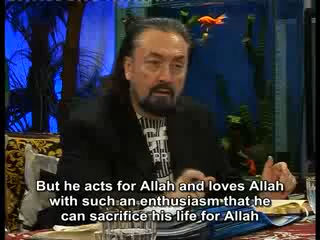 But he acts for Allah and loves Allah
with such an enthusiasm that he
can sacrifice his life for Allah